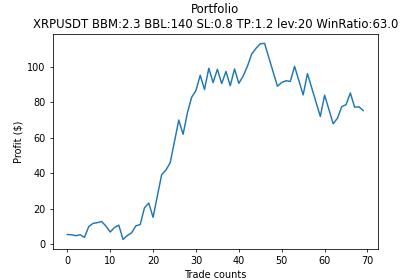 Portfolio
XRPUSDT BBM:2.3 BBL:140 SL:0.8 TP:1.2 lev:20 WinRatio:63.0
100
80
60
40
20
0
Profit ($)
0 10 20 30 40 50 60 70
Trade counts